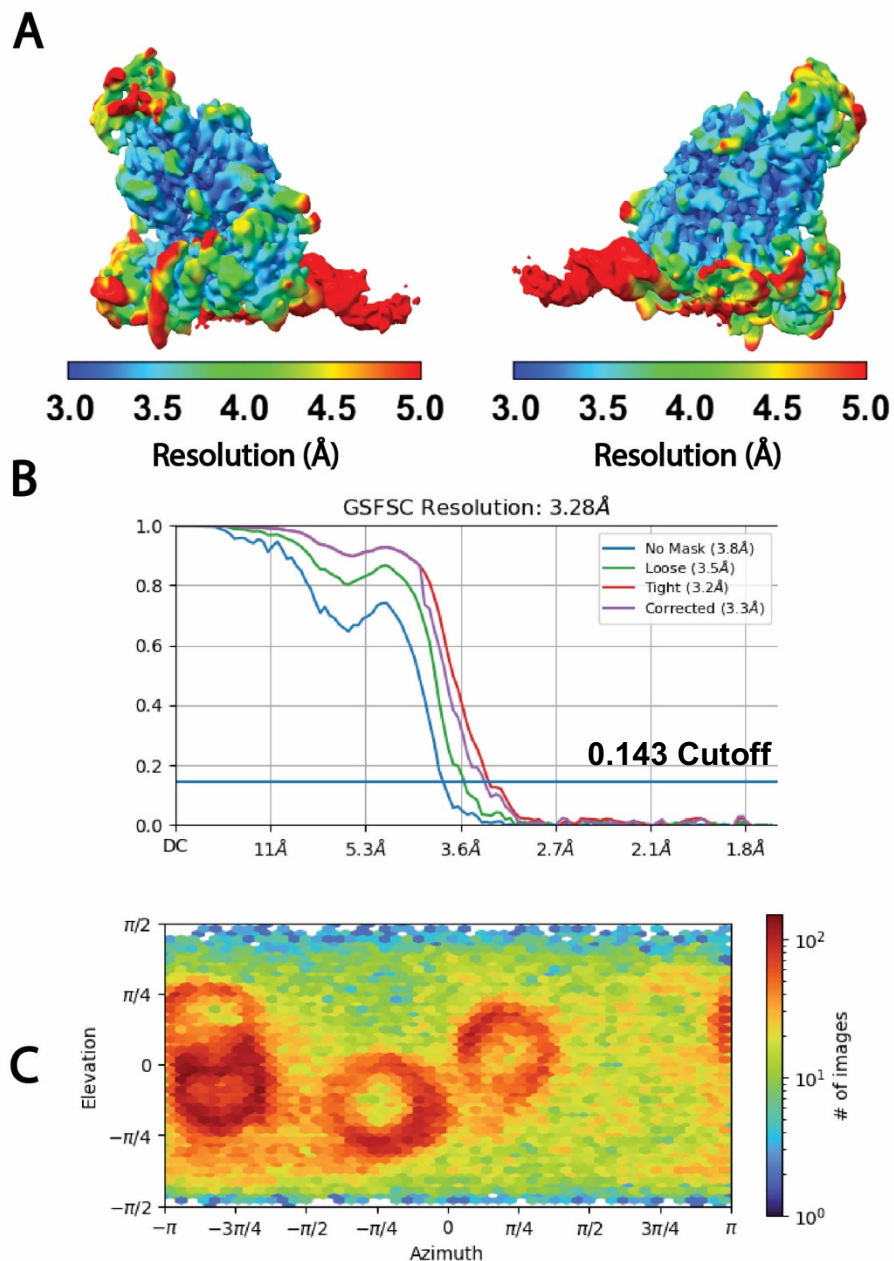 A
3.0 3.5 4.0 4.5 5.0
Resolution (Å)
3.0 3.5 4.0 4.5 5.0
Resolution (Å)
B
GSFSC Resolution: 3.28Å
1.0
0.8
0.6
0.4
0.2
0.0
No Mask (3.8Å)
Loose (3.5Å)
Tight (3.2Å)
Corrected (3.3Å)
0.143 Cutoff
DC 11Å 5.3Å 3.6Å 2.7Å 2.1Å 1.8Å
C
Elevation
π/2
π/4
0
−π/4
−π/2
−π −3π/4 −π/2 −π/4 0 π/4 π/2 3π/4 π
Azimuth
10²
10¹
10⁰
# of images